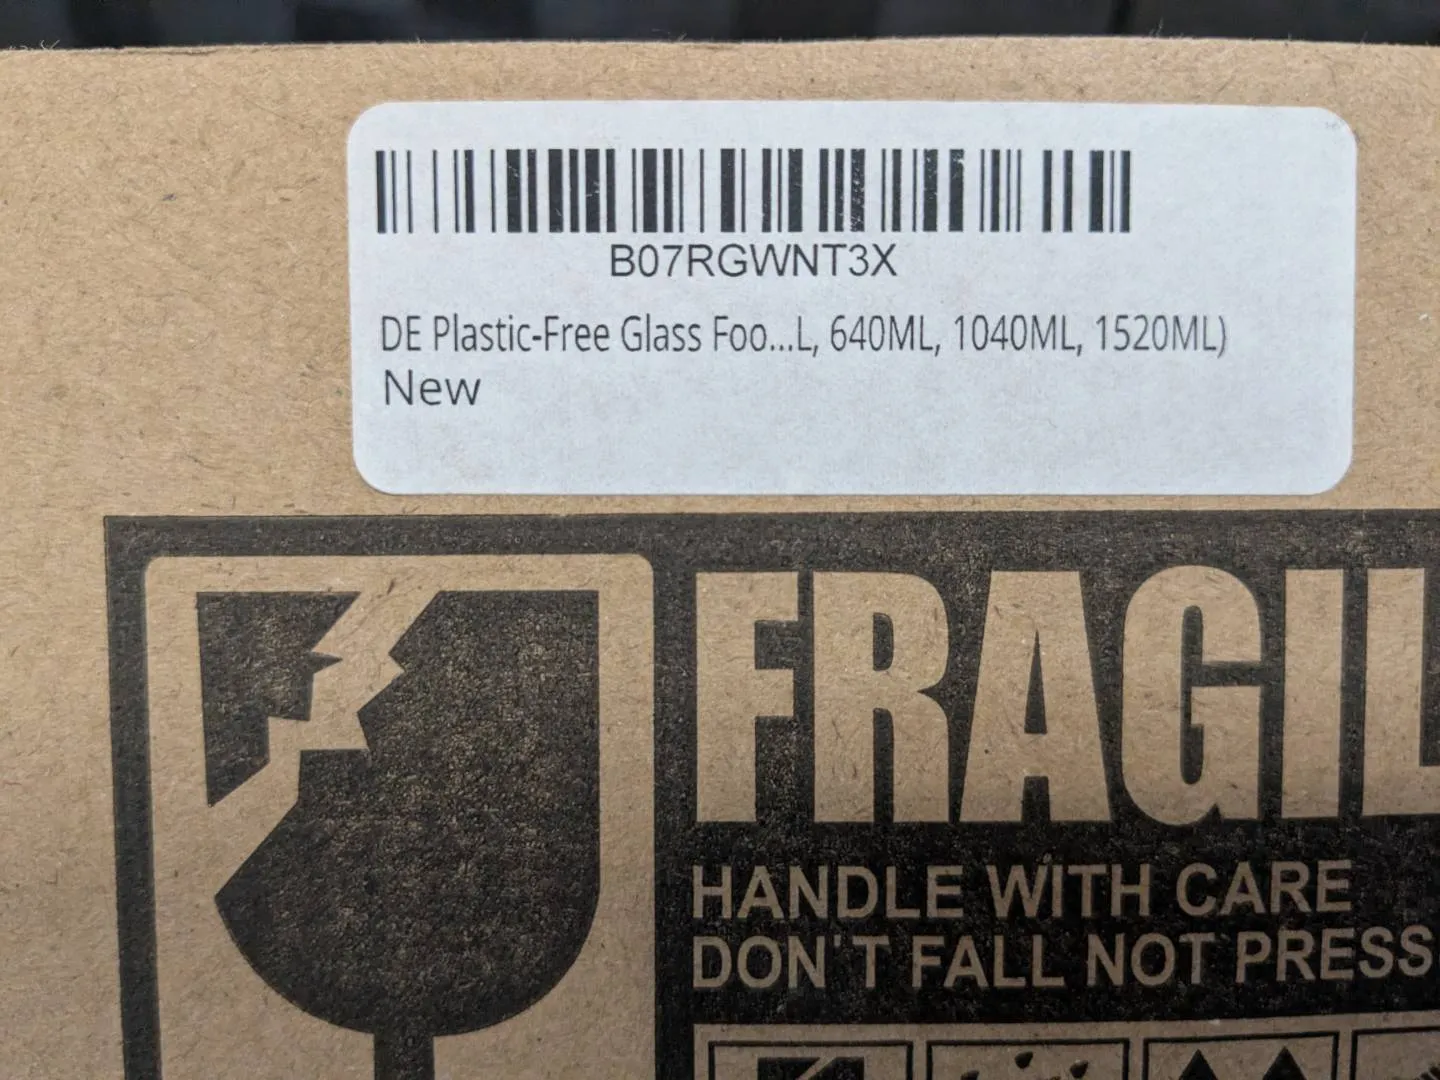 B07RGWNT3X
DE Plastic-Free Glass Foo...L, 640ML, 1040ML, 1520ML)
New
FRAGIL
HANDLE WITH CARE
DON'T FALL NOT PRESS